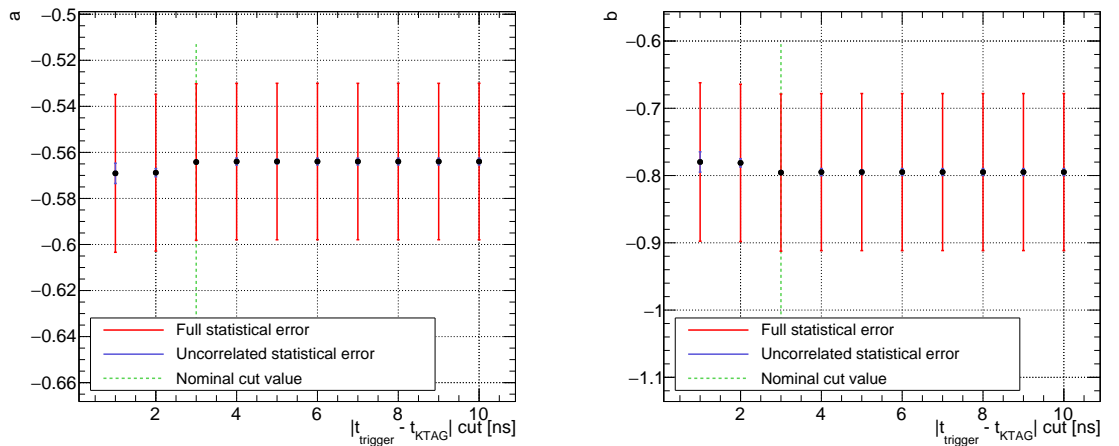 a
−0.5
−0.52
−0.54
−0.56
−0.58
−0.6
−0.62
−0.64
−0.66
Full statistical error
Uncorrelated statistical error
Nominal cut value
2 4 6 8 10
|t_trigger - t_KTAG| cut [ns]
b
−0.6
−0.7
−0.8
−0.9
−1
−1.1
Full statistical error
Uncorrelated statistical error
Nominal cut value
2 4 6 8 10
|t_trigger - t_KTAG| cut [ns]